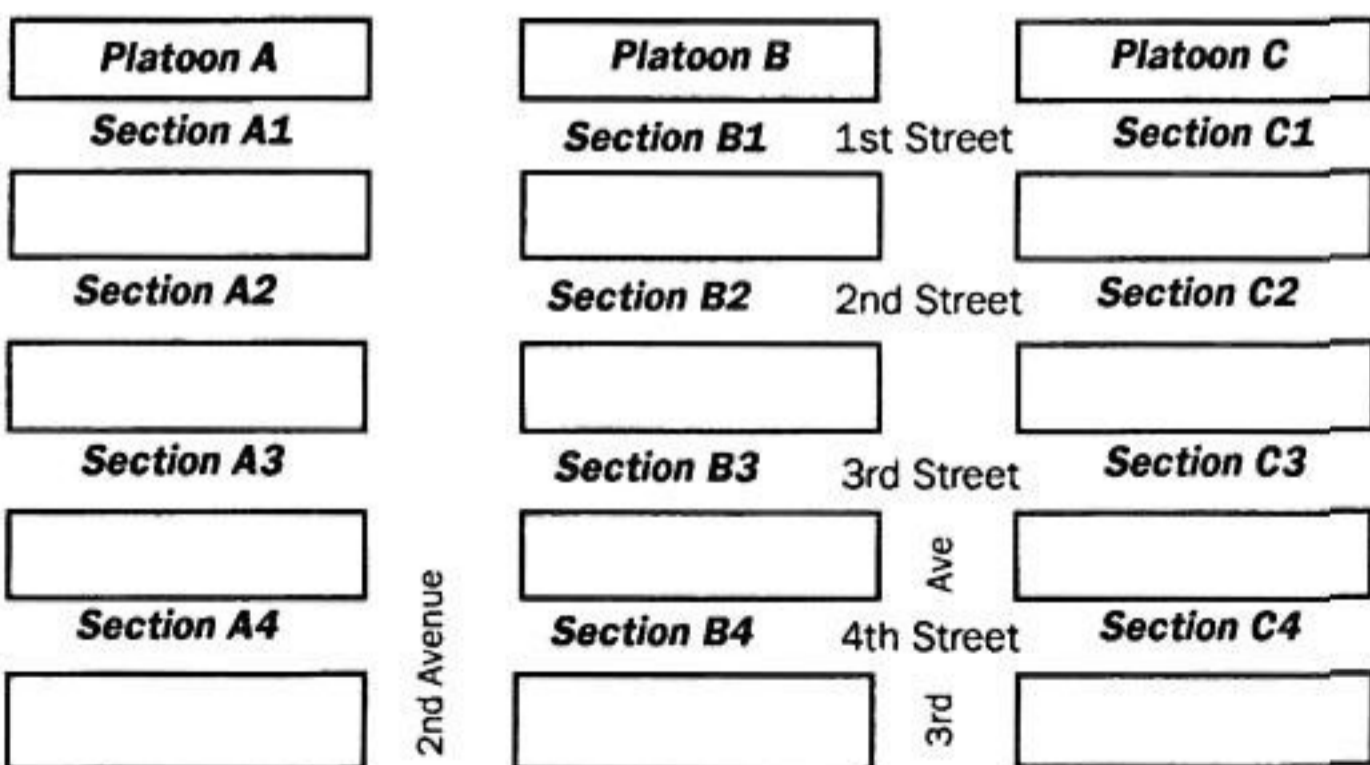 Platoon A Platoon B Platoon C
Section A1 Section B1 1st Street Section C1
Section A2 Section B2 2nd Street Section C2
Section A3 Section B3 3rd Street Section C3
Section A4 Section B4 4th Street Section C4
2nd Avenue
3rd Ave